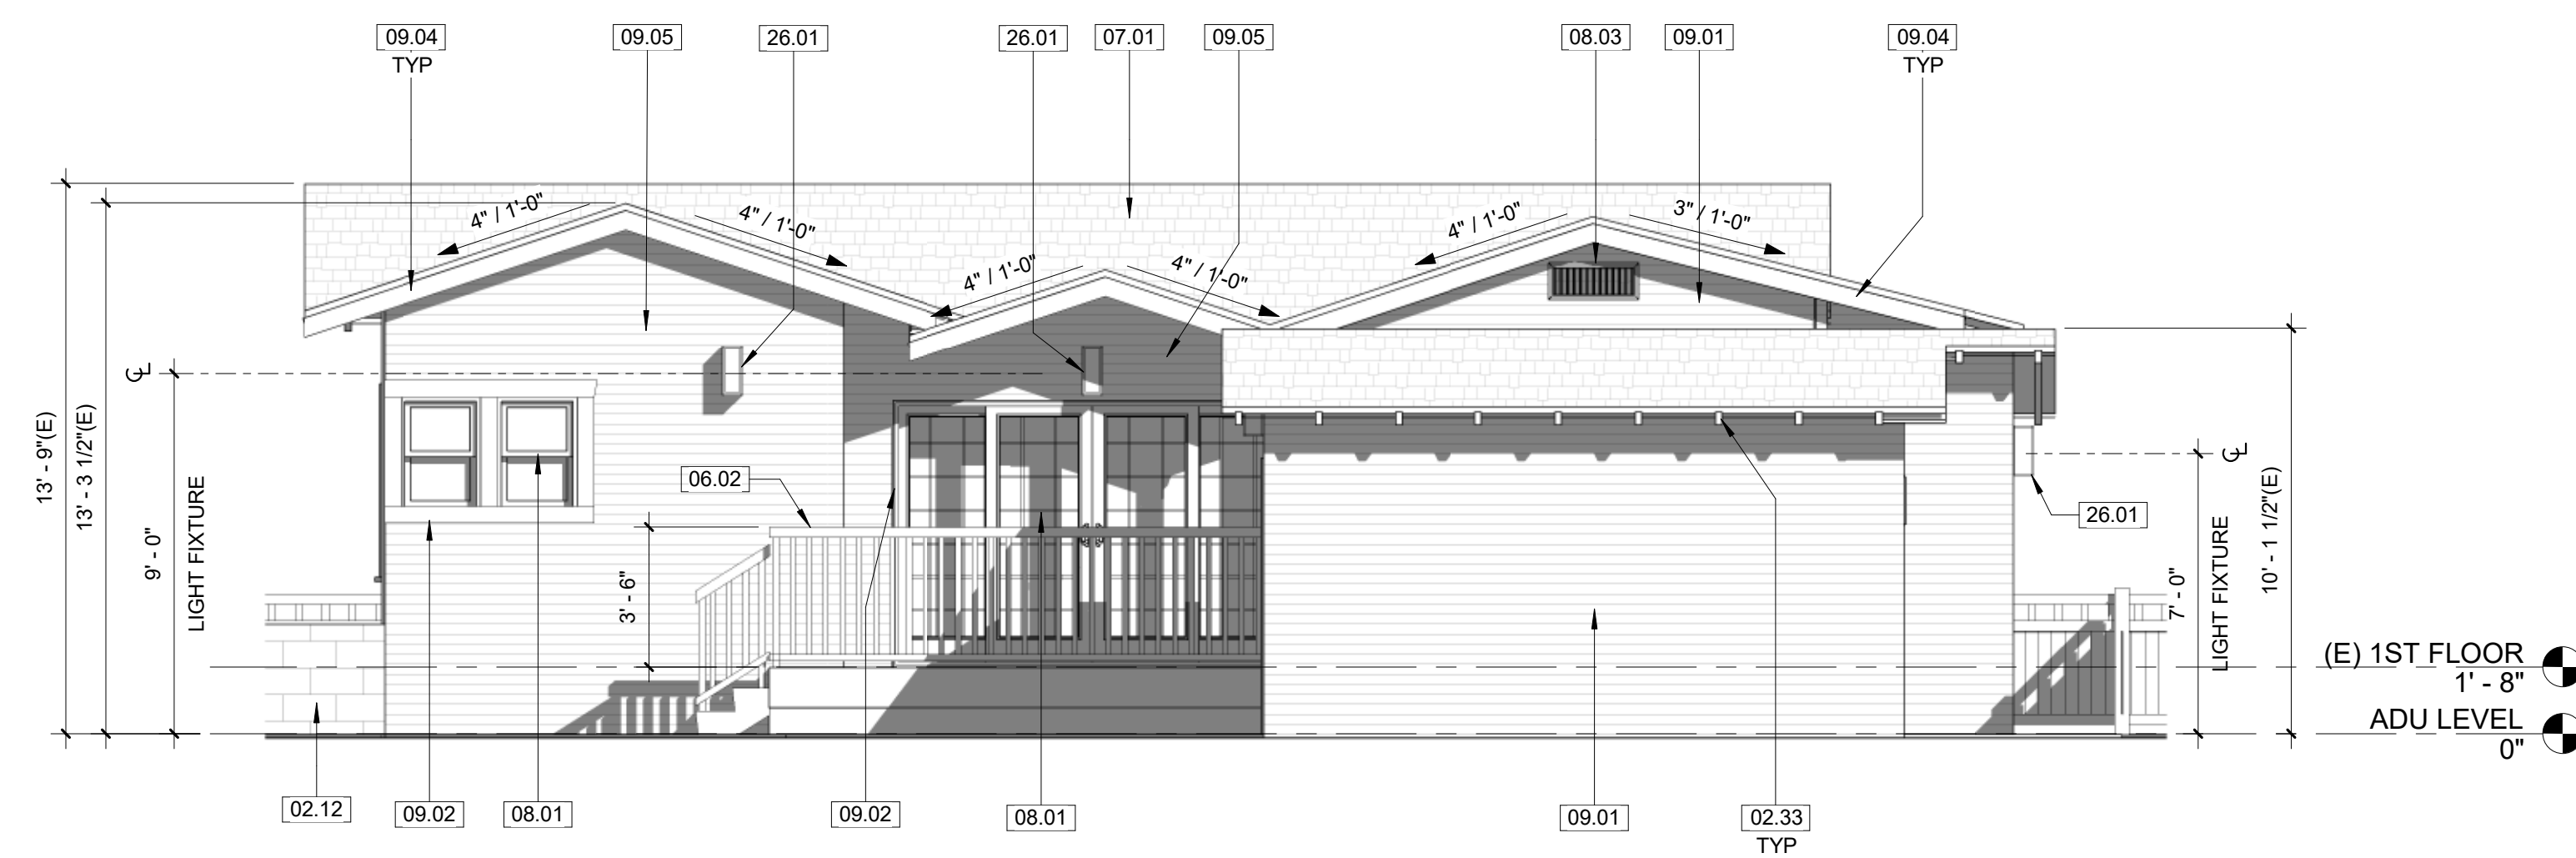 09.04
TYP
09.05
26.01
26.01
07.01
09.05
08.03
09.01
09.04
TYP
4" / 1'-0"
4" / 1'-0"
4" / 1'-0"
4" / 1'-0"
4" / 1'-0"
3" / 1'-0"
13' - 9"(E)
13' - 3 1/2"(E)
9' - 0"
LIGHT FIXTURE
CL
06.02
3' - 6"
CL
26.01
7' - 0"
LIGHT FIXTURE
10' - 1 1/2"(E)
(E) 1ST FLOOR
1' - 8"
ADU LEVEL
0"
02.12
09.02
08.01
09.02
08.01
09.01
02.33
TYP